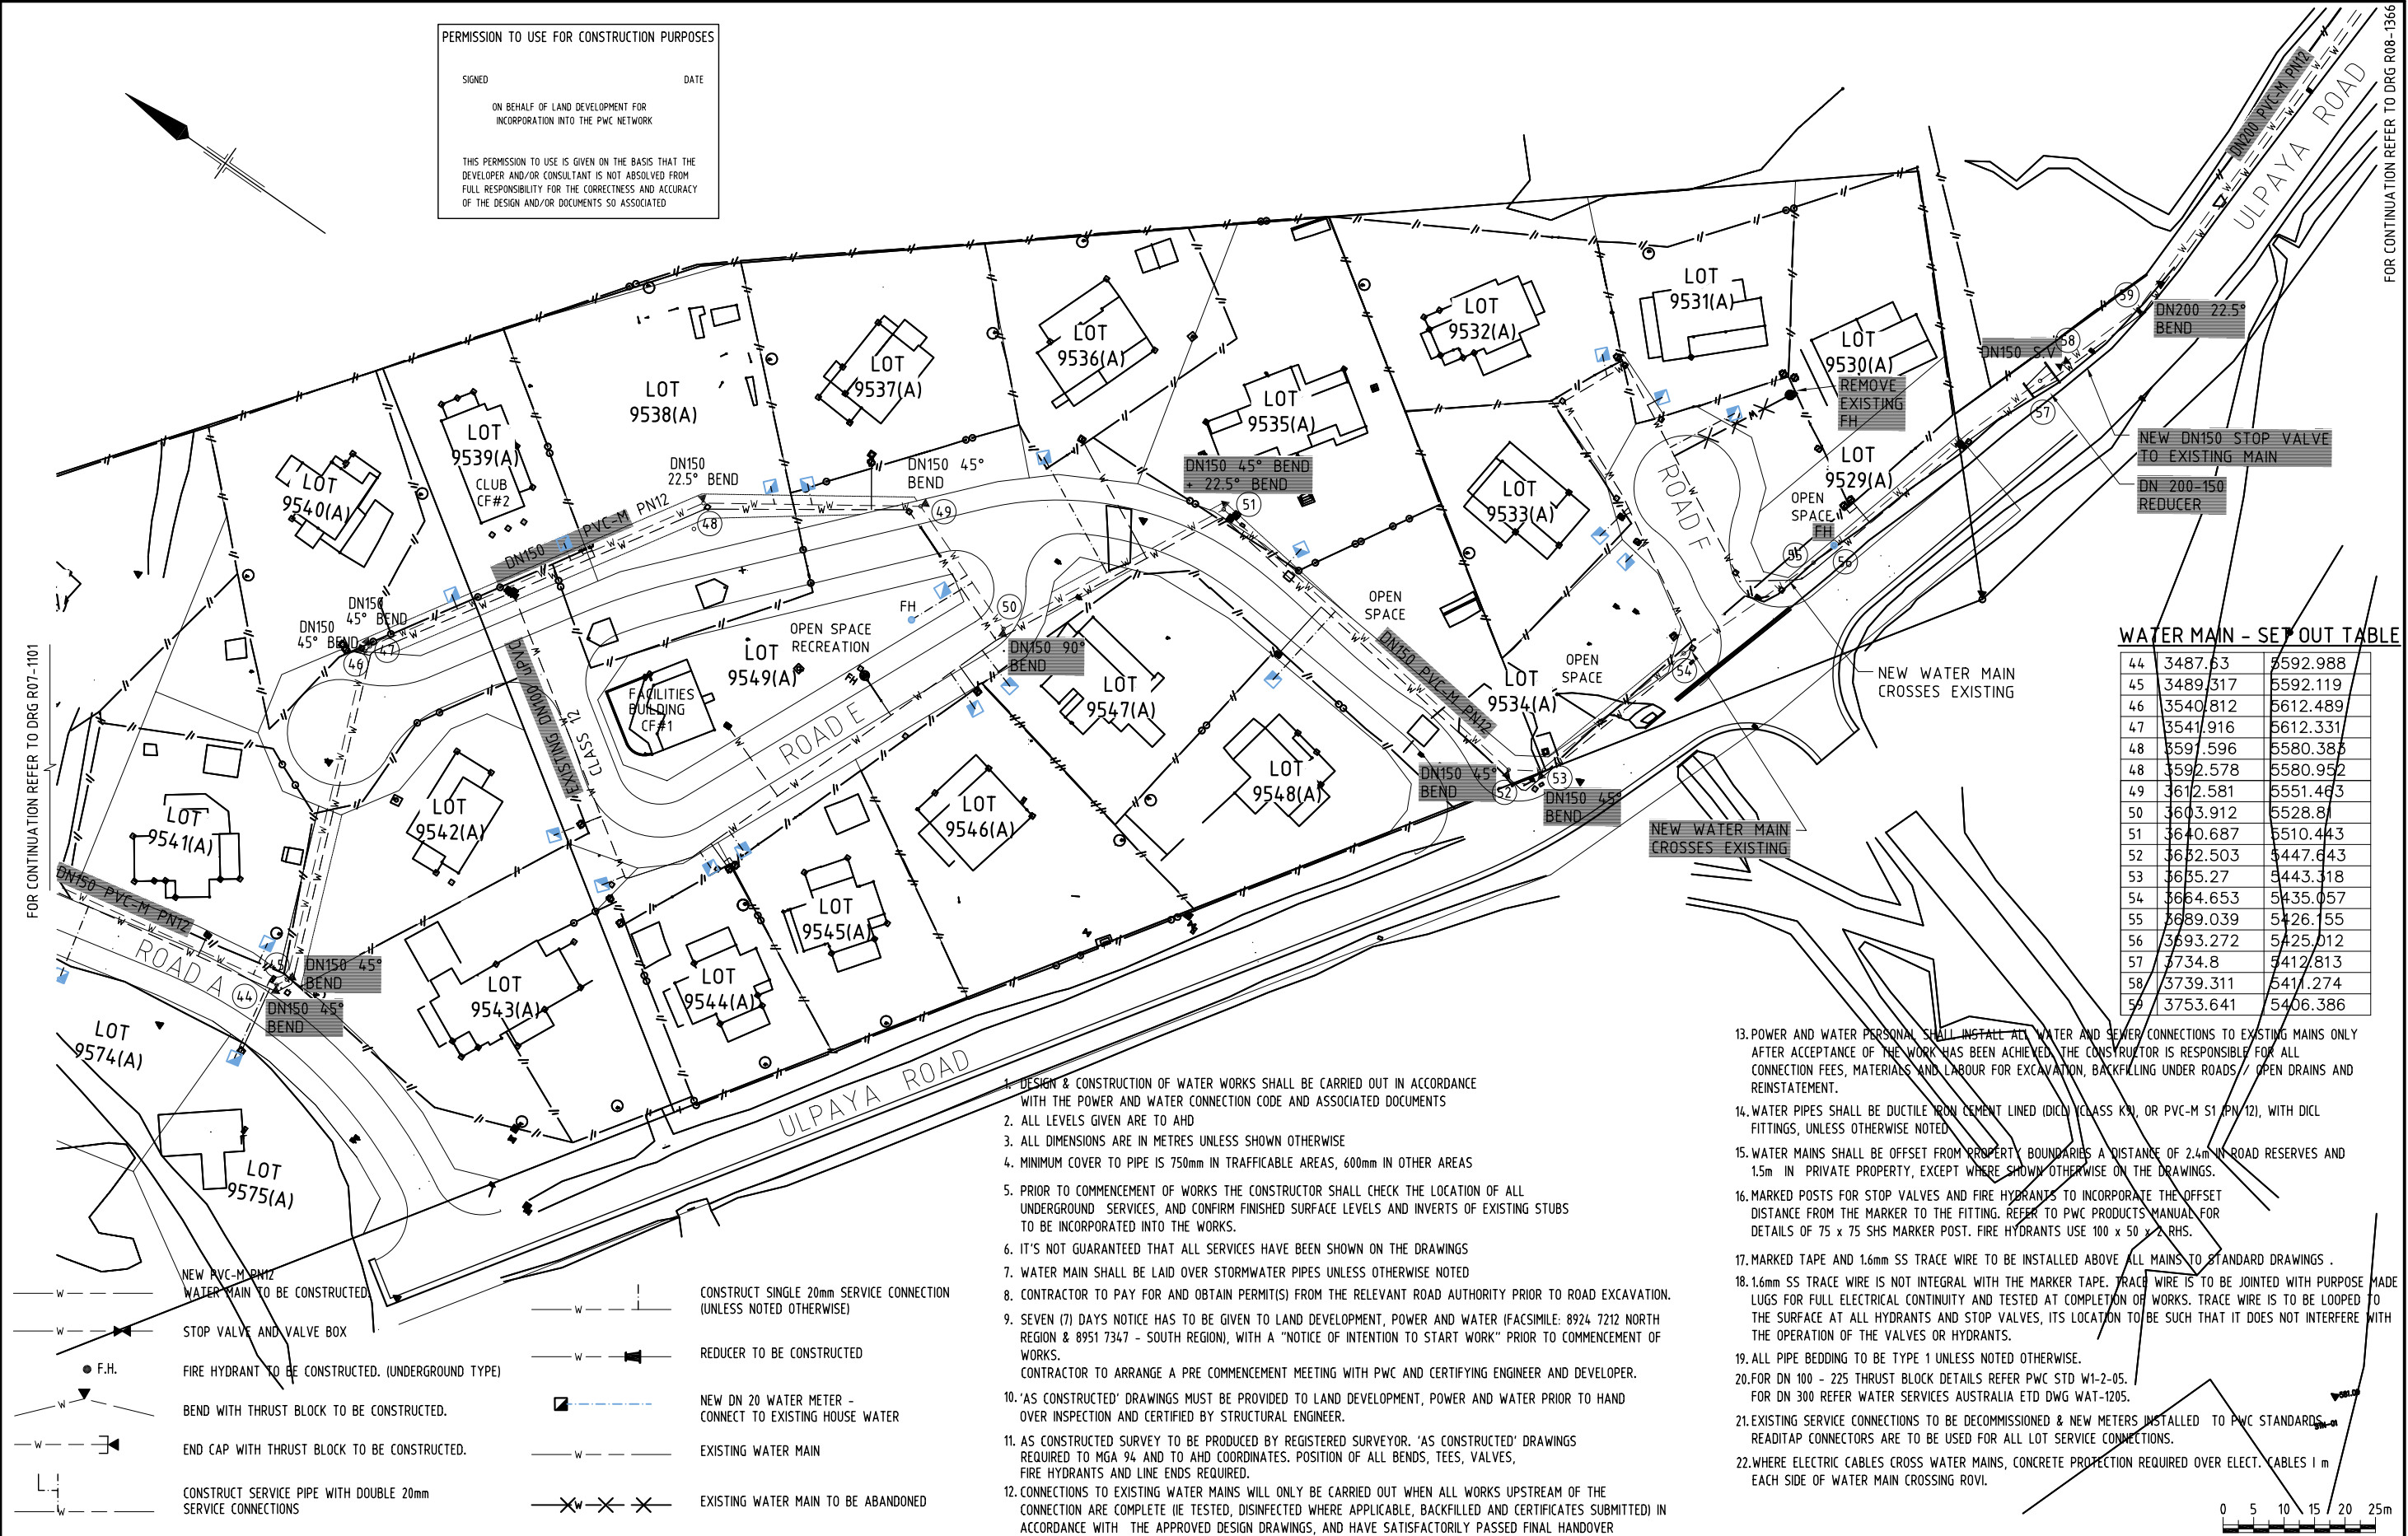 PERMISSION TO USE FOR CONSTRUCTION PURPOSES
SIGNED DATE
ON BEHALF OF LAND DEVELOPMENT FOR
INCORPORATION INTO THE PWC NETWORK
THIS PERMISSION TO USE IS GIVEN ON THE BASIS THAT THE
DEVELOPER AND/OR CONSULTANT IS NOT ABSOLVED FROM
FULL RESPONSIBILITY FOR THE CORRECTNESS AND ACCURACY
OF THE DESIGN AND/OR DOCUMENTS SO ASSOCIATED
FOR CONTINUATION REFER TO DRG R08-1366
DN200 PVC-M PN12
ULPAYA ROAD
LOT
9531(A)
LOT
9532(A)
LOT
9530(A)
59
DN200 22.5°
BEND
58
DN150 S.V
LOT
9536(A)
LOT
9537(A)
LOT
9538(A)
LOT
9535(A)
REMOVE
EXISTING
FH
57
NEW DN150 STOP VALVE
TO EXISTING MAIN
DN 200-150
REDUCER
LOT
9539(A)
CLUB
CF#2
LOT
9540(A)
DN150
22.5° BEND
DN150 45°
BEND
DN150 45° BEND
+ 22.5° BEND
LOT
9529(A)
OPEN
SPACE
FH
55
56
LOT
9533(A)
ROAD F
DN150 PVC-M PN12
48
49
51
DN150
45° BEND
DN150
45° BEND
46
47
FH
50
OPEN SPACE
RECREATION
DN150 90°
BEND
OPEN
SPACE
OPEN
SPACE
54
NEW WATER MAIN
CROSSES EXISTING
FOR CONTINUATION REFER TO DRG R07-1101
EXISTING DN100 uPVC
CLASS 12
LOT
9549(A)
FH
FACILITIES
BUILDING
CF#1
ROAD E
LOT
9547(A)
DN150 PVC-M PN12
LOT
9534(A)
LOT
9548(A)
DN150 45°
BEND
52
53
DN150 45°
BEND
NEW WATER MAIN
CROSSES EXISTING
LOT
9541(A)
LOT
9542(A)
LOT
9546(A)
DN150 PVC-M PN12
ROAD A
45
DN150 45°
BEND
44
DN150 45°
BEND
LOT
9545(A)
LOT
9544(A)
LOT
9543(A)
LOT
9574(A)
LOT
9575(A)
ULPAYA ROAD
WATER MAIN - SET OUT TABLE
44 3487.63 5592.988
45 3489.317 5592.119
46 3540.812 5612.489
47 3541.916 5612.331
48 3591.596 5580.383
48 3592.578 5580.952
49 3612.581 5551.463
50 3603.912 5528.81
51 3640.687 5510.443
52 3632.503 5447.643
53 3635.27 5443.318
54 3664.653 5435.057
55 3689.039 5426.155
56 3693.272 5425.012
57 3734.8 5412.813
58 3739.311 5411.274
59 3753.641 5406.386
NEW PVC-M PN12
WATER MAIN TO BE CONSTRUCTED.
STOP VALVE AND VALVE BOX
F.H. FIRE HYDRANT TO BE CONSTRUCTED. (UNDERGROUND TYPE)
BEND WITH THRUST BLOCK TO BE CONSTRUCTED.
END CAP WITH THRUST BLOCK TO BE CONSTRUCTED.
CONSTRUCT SERVICE PIPE WITH DOUBLE 20mm
SERVICE CONNECTIONS
CONSTRUCT SINGLE 20mm SERVICE CONNECTION
(UNLESS NOTED OTHERWISE)
REDUCER TO BE CONSTRUCTED
NEW DN 20 WATER METER -
CONNECT TO EXISTING HOUSE WATER
EXISTING WATER MAIN
EXISTING WATER MAIN TO BE ABANDONED
1. DESIGN & CONSTRUCTION OF WATER WORKS SHALL BE CARRIED OUT IN ACCORDANCE
WITH THE POWER AND WATER CONNECTION CODE AND ASSOCIATED DOCUMENTS
2. ALL LEVELS GIVEN ARE TO AHD
3. ALL DIMENSIONS ARE IN METRES UNLESS SHOWN OTHERWISE
4. MINIMUM COVER TO PIPE IS 750mm IN TRAFFICABLE AREAS, 600mm IN OTHER AREAS
5. PRIOR TO COMMENCEMENT OF WORKS THE CONSTRUCTOR SHALL CHECK THE LOCATION OF ALL
UNDERGROUND SERVICES, AND CONFIRM FINISHED SURFACE LEVELS AND INVERTS OF EXISTING STUBS
TO BE INCORPORATED INTO THE WORKS.
6. IT'S NOT GUARANTEED THAT ALL SERVICES HAVE BEEN SHOWN ON THE DRAWINGS
7. WATER MAIN SHALL BE LAID OVER STORMWATER PIPES UNLESS OTHERWISE NOTED
8. CONTRACTOR TO PAY FOR AND OBTAIN PERMIT(S) FROM THE RELEVANT ROAD AUTHORITY PRIOR TO ROAD EXCAVATION.
9. SEVEN (7) DAYS NOTICE HAS TO BE GIVEN TO LAND DEVELOPMENT, POWER AND WATER (FACSIMILE: 8924 7212 NORTH
REGION & 8951 7347 - SOUTH REGION), WITH A "NOTICE OF INTENTION TO START WORK" PRIOR TO COMMENCEMENT OF
WORKS.
CONTRACTOR TO ARRANGE A PRE COMMENCEMENT MEETING WITH PWC AND CERTIFYING ENGINEER AND DEVELOPER.
10. 'AS CONSTRUCTED' DRAWINGS MUST BE PROVIDED TO LAND DEVELOPMENT, POWER AND WATER PRIOR TO HAND
OVER INSPECTION AND CERTIFIED BY STRUCTURAL ENGINEER.
11. AS CONSTRUCTED SURVEY TO BE PRODUCED BY REGISTERED SURVEYOR. 'AS CONSTRUCTED' DRAWINGS
REQUIRED TO MGA 94 AND TO AHD COORDINATES. POSITION OF ALL BENDS, TEES, VALVES,
FIRE HYDRANTS AND LINE ENDS REQUIRED.
12. CONNECTIONS TO EXISTING WATER MAINS WILL ONLY BE CARRIED OUT WHEN ALL WORKS UPSTREAM OF THE
CONNECTION ARE COMPLETE (IE TESTED, DISINFECTED WHERE APPLICABLE, BACKFILLED AND CERTIFICATES SUBMITTED) IN
ACCORDANCE WITH THE APPROVED DESIGN DRAWINGS, AND HAVE SATISFACTORILY PASSED FINAL HANDOVER
13. POWER AND WATER PERSONAL SHALL INSTALL ALL WATER AND SEWER CONNECTIONS TO EXISTING MAINS ONLY
AFTER ACCEPTANCE OF THE WORK HAS BEEN ACHIEVED. THE CONSTRUCTOR IS RESPONSIBLE FOR ALL
CONNECTION FEES, MATERIALS AND LABOUR FOR EXCAVATION, BACKFILLING UNDER ROADS / OPEN DRAINS AND
REINSTATEMENT.
14. WATER PIPES SHALL BE DUCTILE IRON CEMENT LINED (DICL) (CLASS K9), OR PVC-M S1 (PN 12), WITH DICL
FITTINGS, UNLESS OTHERWISE NOTED
15. WATER MAINS SHALL BE OFFSET FROM PROPERTY BOUNDARIES A DISTANCE OF 2.4m IN ROAD RESERVES AND
1.5m IN PRIVATE PROPERTY, EXCEPT WHERE SHOWN OTHERWISE ON THE DRAWINGS.
16. MARKED POSTS FOR STOP VALVES AND FIRE HYDRANTS TO INCORPORATE THE OFFSET
DISTANCE FROM THE MARKER TO THE FITTING. REFER TO PWC PRODUCTS MANUAL FOR
DETAILS OF 75 x 75 SHS MARKER POST. FIRE HYDRANTS USE 100 x 50 x 2 RHS.
17. MARKED TAPE AND 1.6mm SS TRACE WIRE TO BE INSTALLED ABOVE ALL MAINS TO STANDARD DRAWINGS .
18. 1.6mm SS TRACE WIRE IS NOT INTEGRAL WITH THE MARKER TAPE. TRACE WIRE IS TO BE JOINTED WITH PURPOSE MADE
LUGS FOR FULL ELECTRICAL CONTINUITY AND TESTED AT COMPLETION OF WORKS. TRACE WIRE IS TO BE LOOPED TO
THE SURFACE AT ALL HYDRANTS AND STOP VALVES, ITS LOCATION TO BE SUCH THAT IT DOES NOT INTERFERE WITH
THE OPERATION OF THE VALVES OR HYDRANTS.
19. ALL PIPE BEDDING TO BE TYPE 1 UNLESS NOTED OTHERWISE.
20. FOR DN 100 - 225 THRUST BLOCK DETAILS REFER PWC STD W1-2-05.
FOR DN 300 REFER WATER SERVICES AUSTRALIA ETD DWG WAT-1205.
21. EXISTING SERVICE CONNECTIONS TO BE DECOMMISSIONED & NEW METERS INSTALLED TO PWC STANDARDS.
READITAP CONNECTORS ARE TO BE USED FOR ALL LOT SERVICE CONNECTIONS.
22. WHERE ELECTRIC CABLES CROSS WATER MAINS, CONCRETE PROTECTION REQUIRED OVER ELECT. CABLES 1 m
EACH SIDE OF WATER MAIN CROSSING ROVI.
0 5 10 15 20 25m